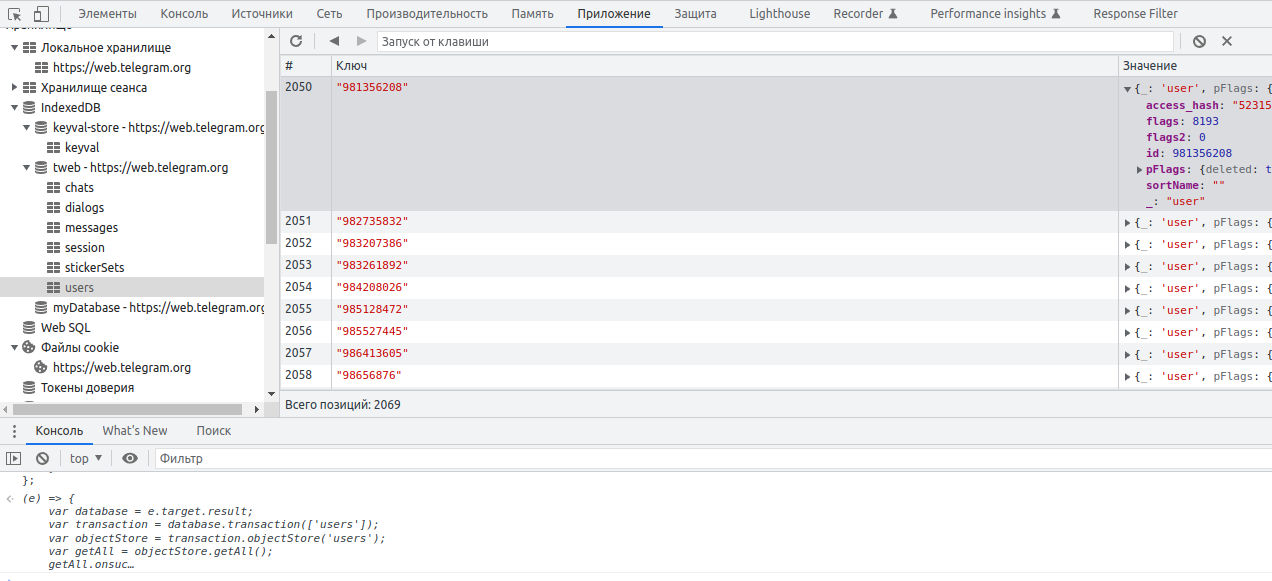 Элементы Консоль Источники Сеть Производительность Память Приложение Защита Lighthouse Recorder Performance insights Response Filter
Локальное хранилище
https://web.telegram.org
Хранилище сеанса
IndexedDB
keyval-store - https://web.telegram.org
keyval
tweb - https://web.telegram.org
chats
dialogs
messages
session
stickerSets
users
myDatabase - https://web.telegram.org
Web SQL
Файлы cookie
https://web.telegram.org
Токены доверия
Запуск от клавиши
# Ключ Значение
2050 "981356208" {_: 'user', pFlags: {
access_hash: "52315
flags: 8193
flags2: 0
id: 981356208
pFlags: {deleted: t
sortName: ""
_: "user"
2051 "982735832" {_: 'user', pFlags: {
2052 "983207386" {_: 'user', pFlags: {
2053 "983261892" {_: 'user', pFlags: {
2054 "984208026" {_: 'user', pFlags: {
2055 "985128472" {_: 'user', pFlags: {
2056 "985527445" {_: 'user', pFlags: {
2057 "986413605" {_: 'user', pFlags: {
2058 "98656876" {_: 'user', pFlags: {
Всего позиций: 2069
Консоль What's New Поиск
top ▼ Фильтр
};
(e) => {
var database = e.target.result;
var transaction = database.transaction(['users']);
var objectStore = transaction.objectStore('users');
var getAll = objectStore.getAll();
getAll.onsuc…